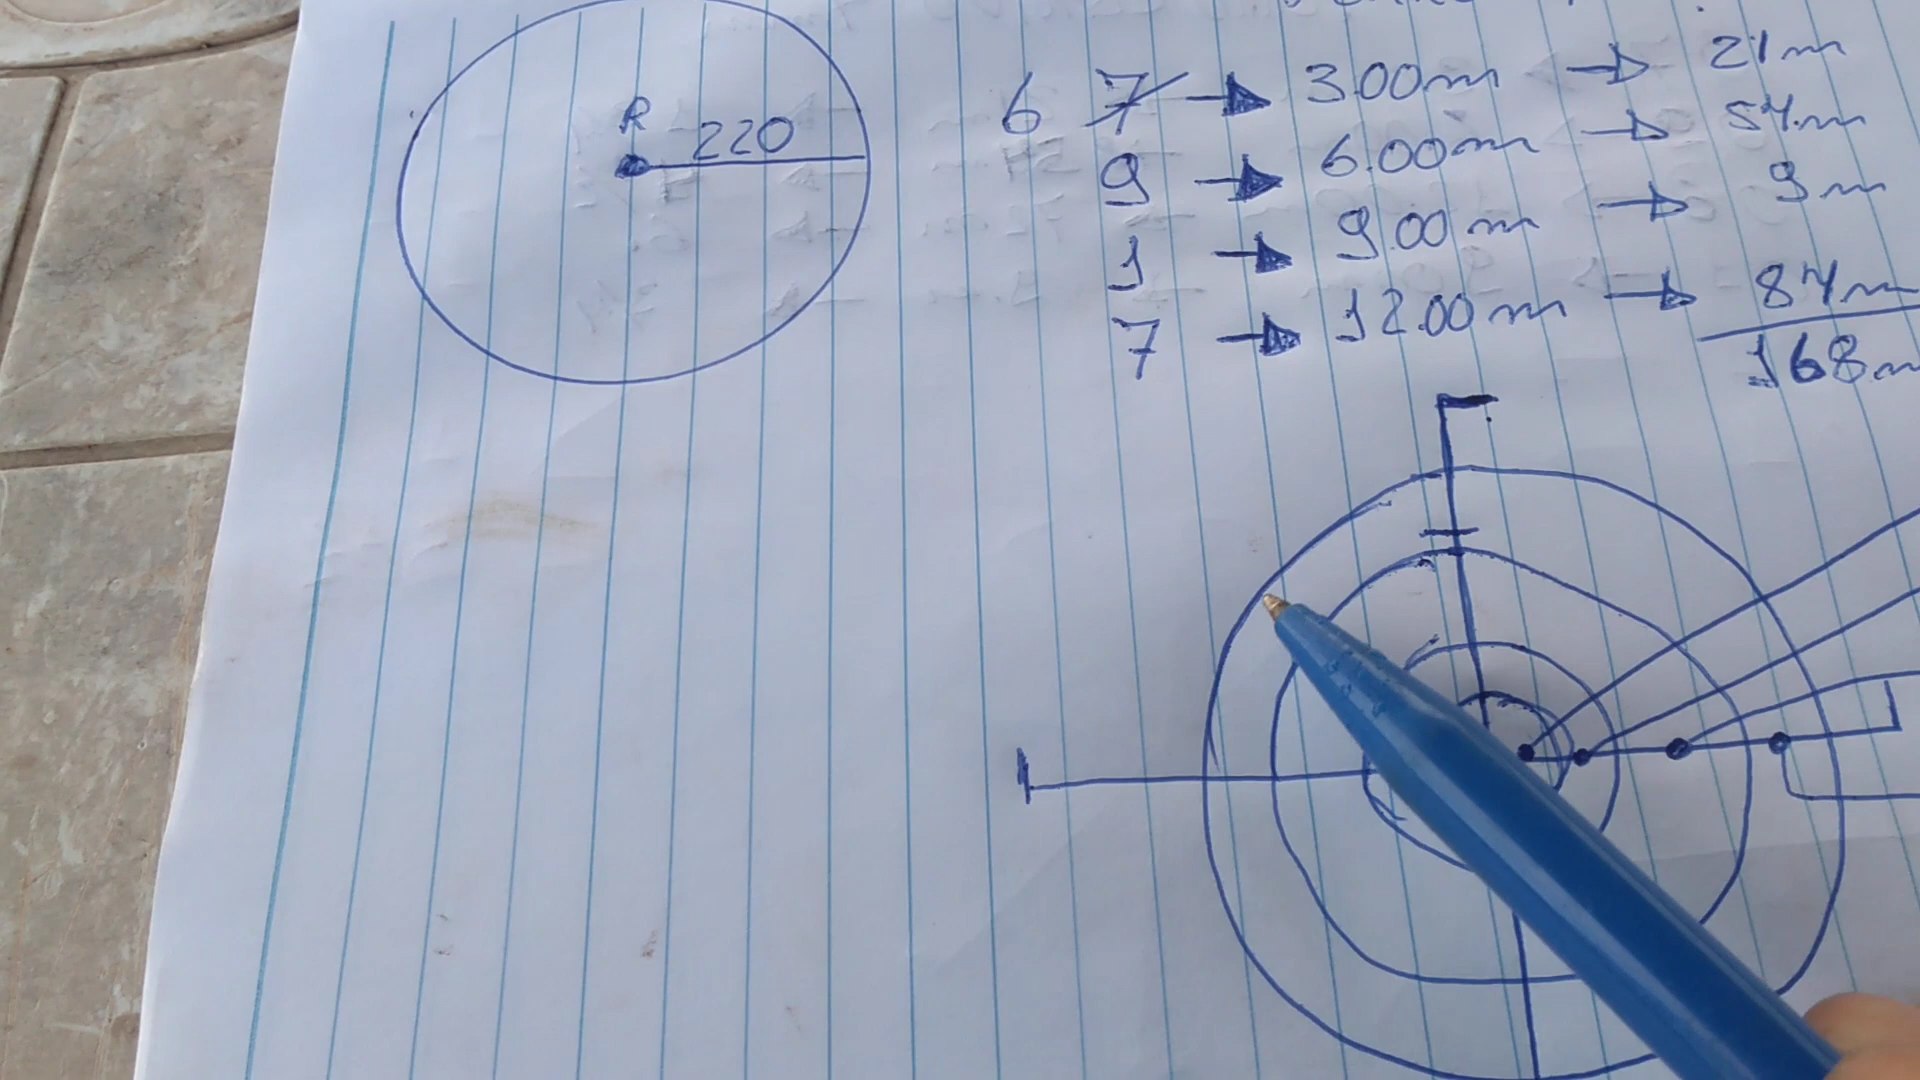 R
220
6 7 → 3.00m → 21m
9 → 6.00m → 54m
1 → 9.00m → 9m
7 → 12.00m → 84m
168m